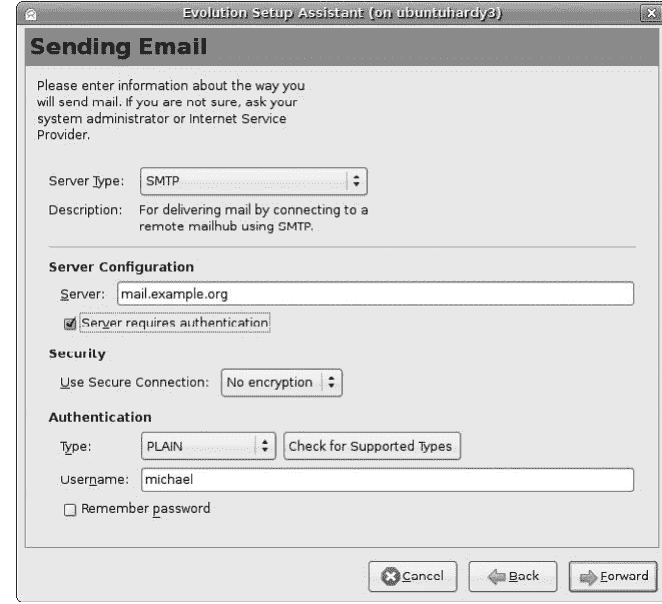 Evolution Setup Assistant (on ubuntuhardy3)
Sending Email
Please enter information about the way you
will send mail. If you are not sure, ask your
system administrator or Internet Service
Provider.
Server Type: SMTP
Description: For delivering mail by connecting to a
remote mailhub using SMTP.
Server Configuration
Server: mail.example.org
Server requires authentication
Security
Use Secure Connection: No encryption
Authentication
Type: PLAIN Check for Supported Types
Username: michael
Remember password
Cancel Back Forward